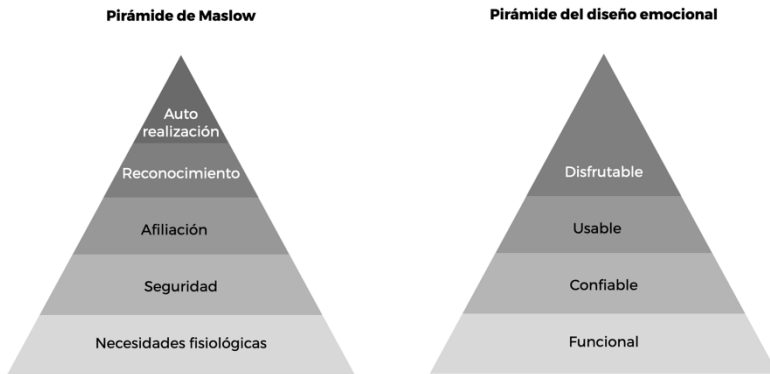 Pirámide de Maslow
Auto
realización
Reconocimiento
Afiliación
Seguridad
Necesidades fisiológicas
Pirámide del diseño emocional
Disfrutable
Usable
Confiable
Funcional